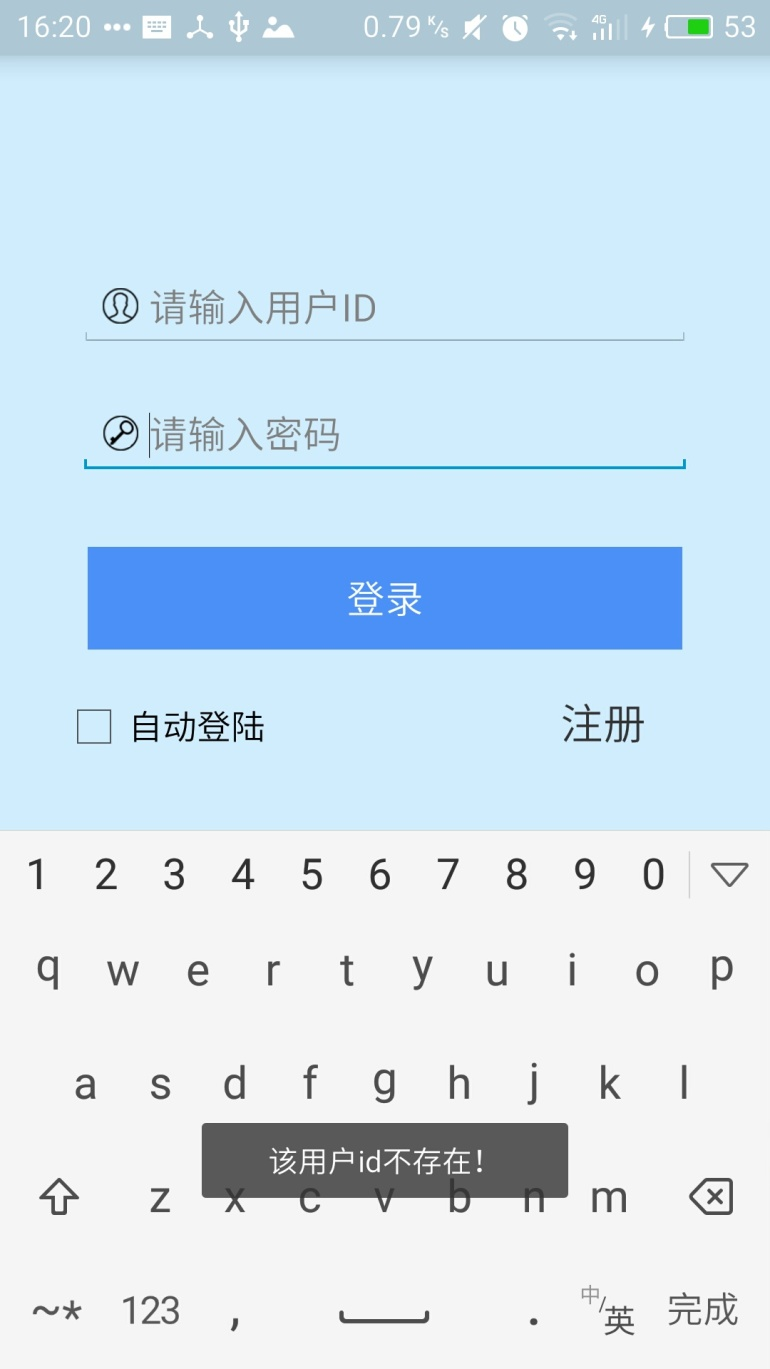 16:20 ••• 0.79 K/s 4G 53
请输入用户ID
请输入密码
登录
自动登陆 注册
1 2 3 4 5 6 7 8 9 0
q w e r t y u i o p
a s d f g h j k l
该用户id不存在!
z x c v b n m
~* 123 , . 中/英 完成